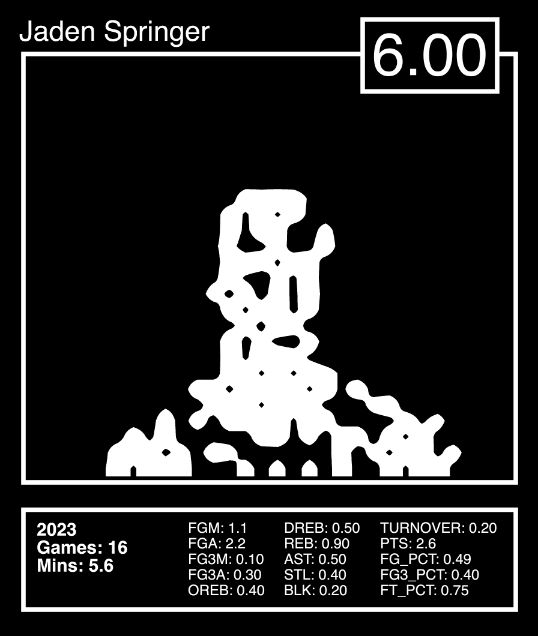 Jaden Springer
6.00
2023
Games: 16
Mins: 5.6
FGM: 1.1
FGA: 2.2
FG3M: 0.10
FG3A: 0.30
OREB: 0.40
DREB: 0.50
REB: 0.90
AST: 0.50
STL: 0.40
BLK: 0.20
TURNOVER: 0.20
PTS: 2.6
FG_PCT: 0.49
FG3_PCT: 0.40
FT_PCT: 0.75